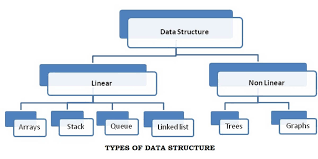 Data Structure
Linear
Non Linear
Arrays
Stack
Queue
Linked list
Trees
Graphs
TYPES OF DATA STRUCTURE